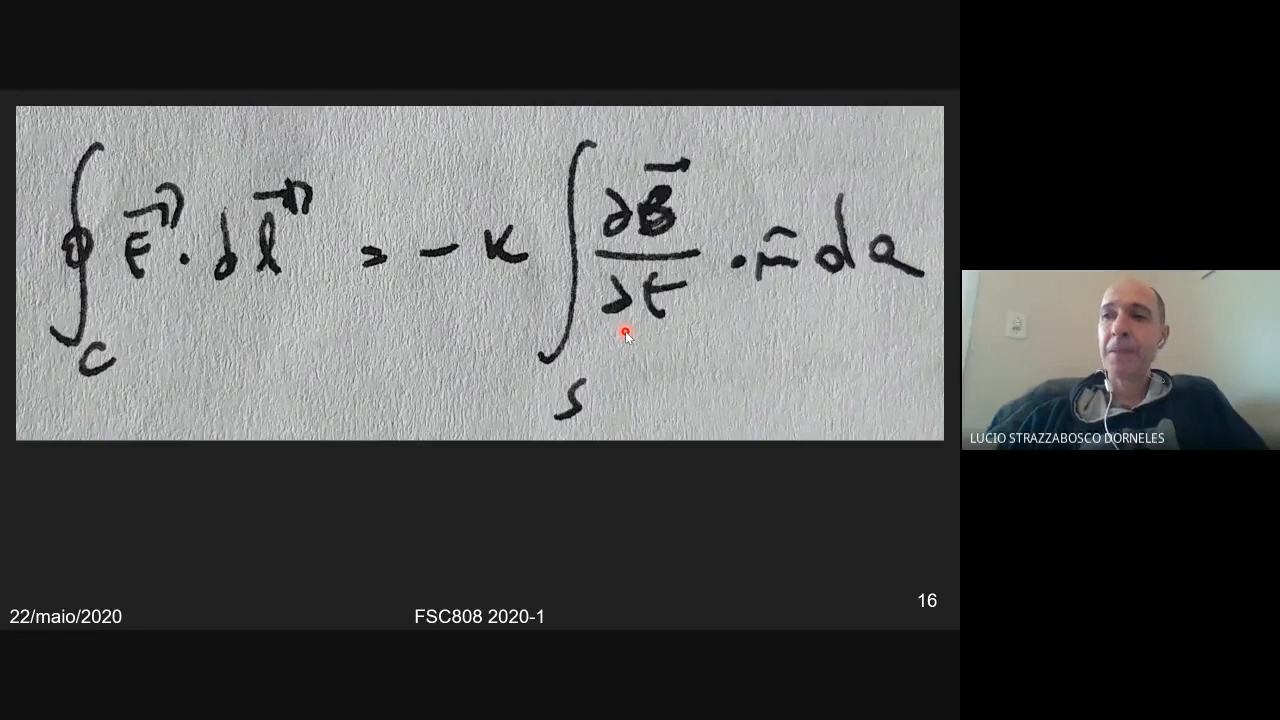 ∮_C E⃗″ · dl⃗″ = −k ∫_S ∂B⃗/∂t · n̂ da
LUCIO STRAZZABOSCO DORNELES
16
22/maio/2020 FSC808 2020-1